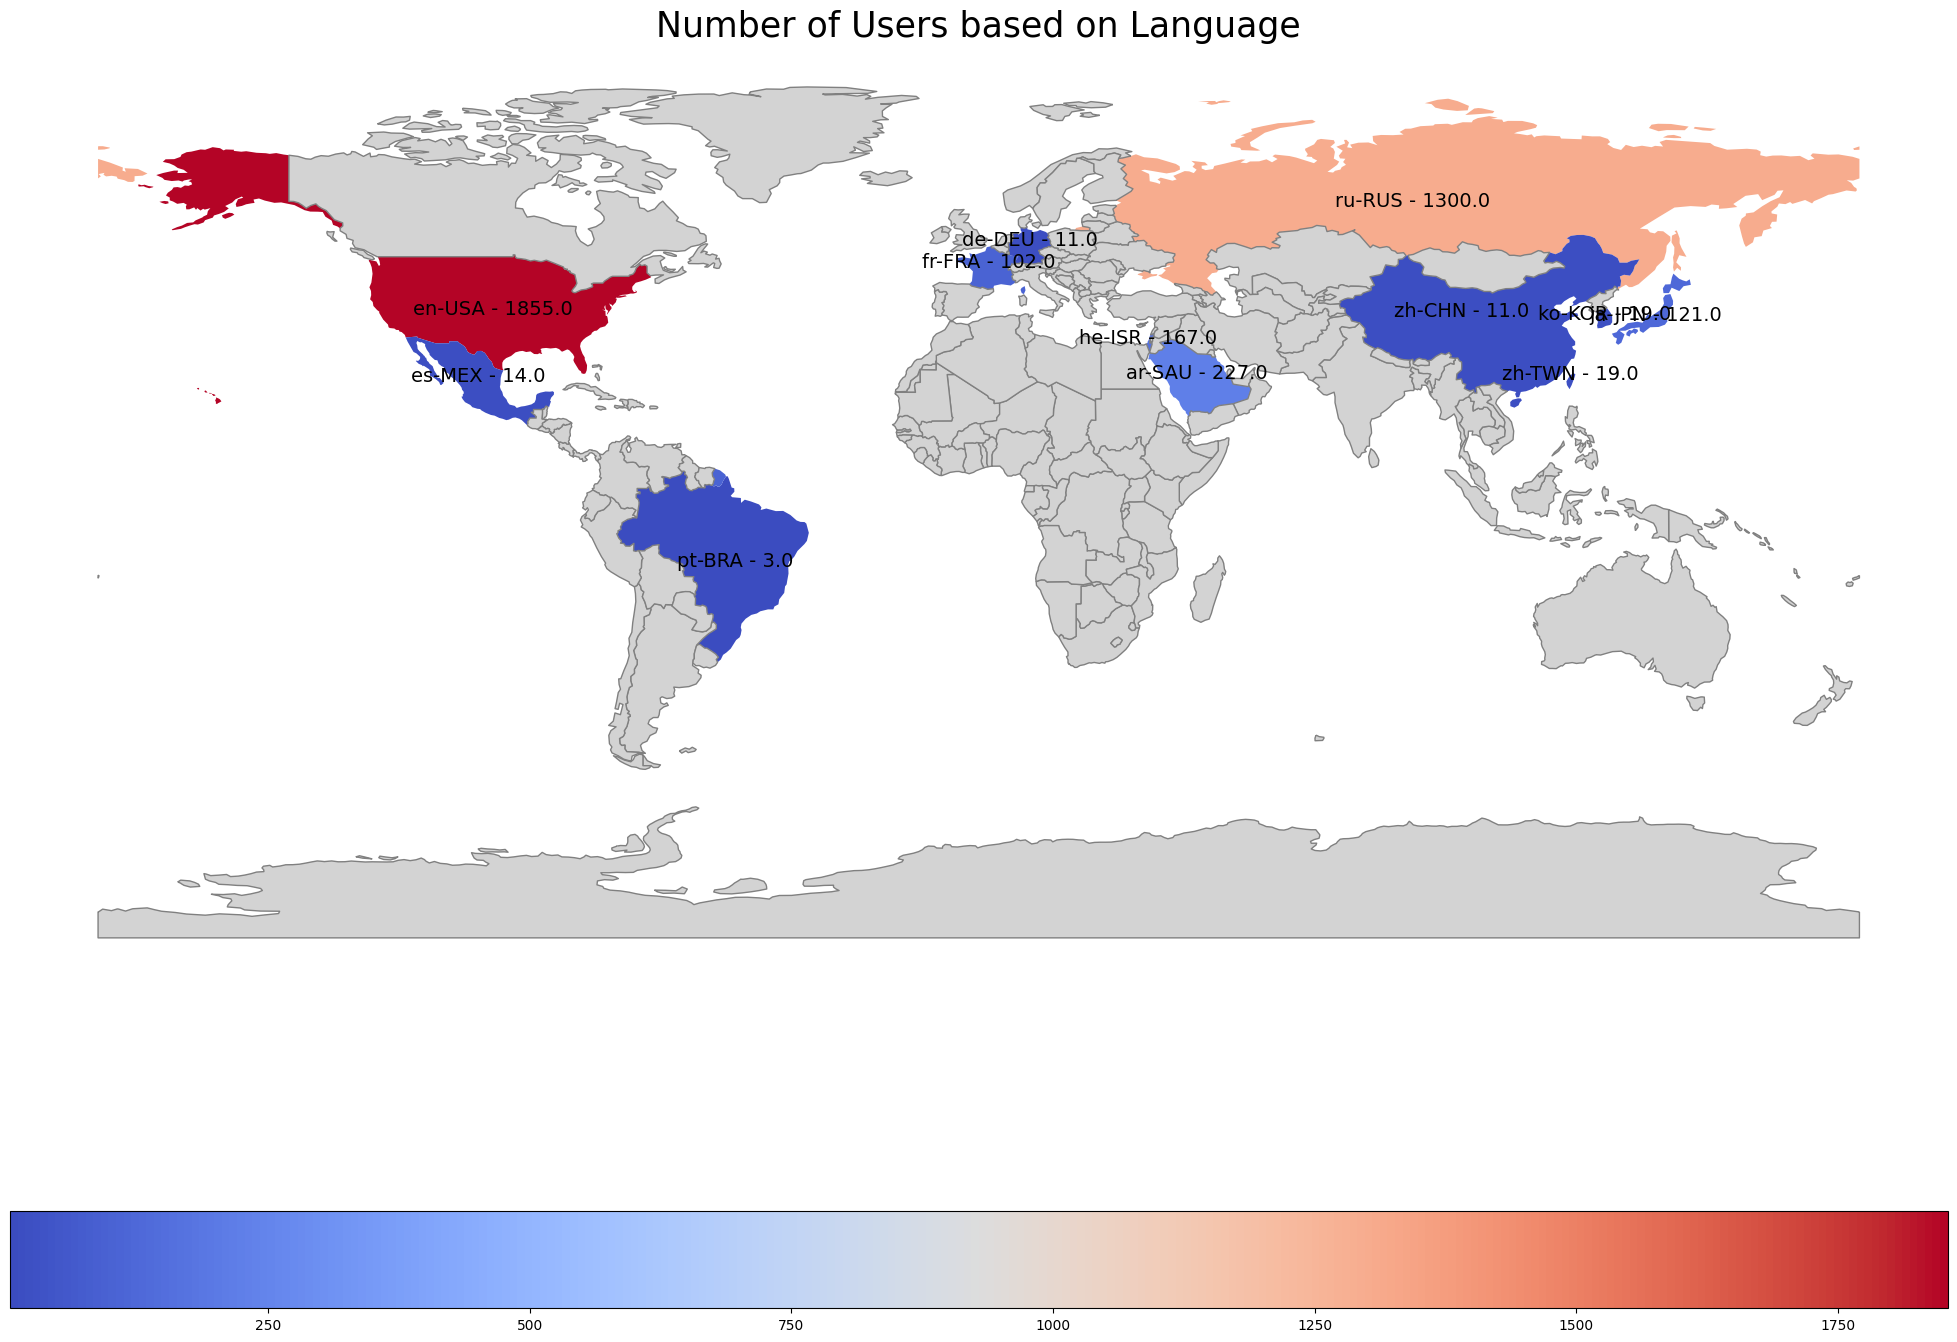 Number of Users based on Language
ru-RUS - 1300.0
de-DEU - 11.0
fr-FRA - 102.0
en-USA - 1855.0
zh-CHN - 11.0
ko-KOR - 19.0
ja-JPN - 121.0
he-ISR - 167.0
ar-SAU - 227.0
zh-TWN - 19.0
es-MEX - 14.0
pt-BRA - 3.0
250 500 750 1000 1250 1500 1750